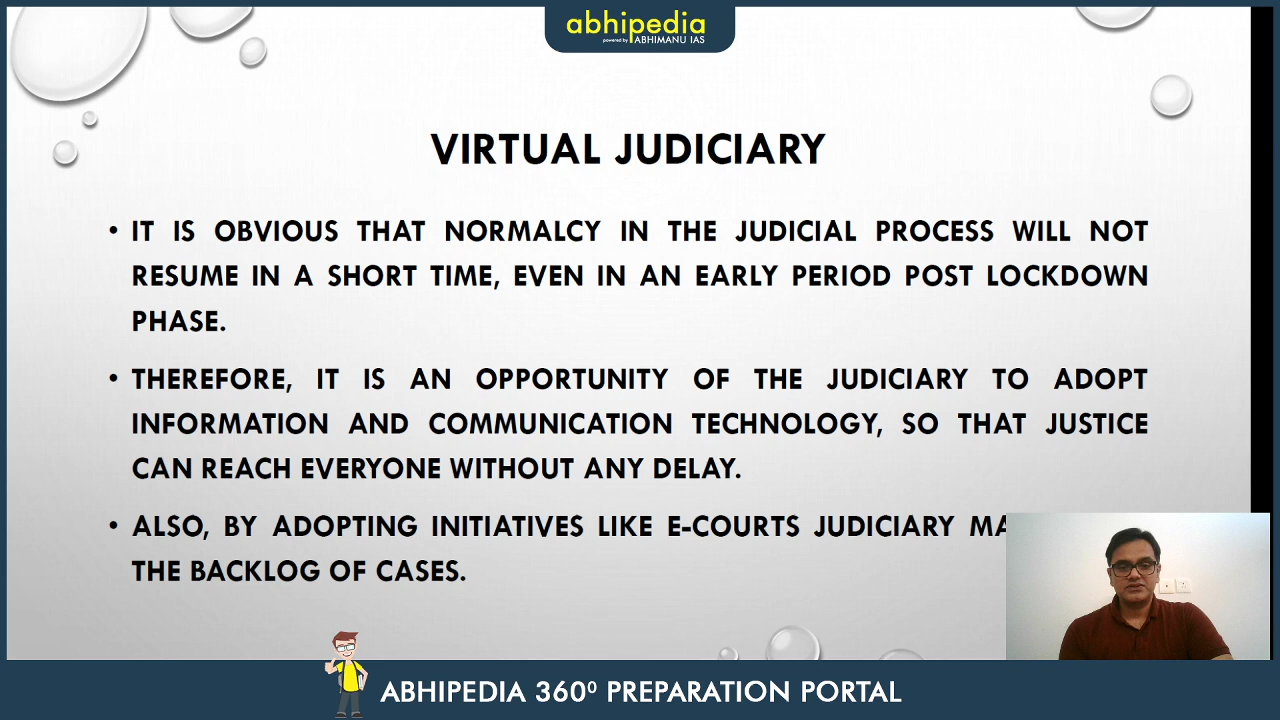 abhipedia
powered by ABHIMANU IAS
VIRTUAL JUDICIARY
• IT IS OBVIOUS THAT NORMALCY IN THE JUDICIAL PROCESS WILL NOT
RESUME IN A SHORT TIME, EVEN IN AN EARLY PERIOD POST LOCKDOWN
PHASE.
• THEREFORE, IT IS AN OPPORTUNITY OF THE JUDICIARY TO ADOPT
INFORMATION AND COMMUNICATION TECHNOLOGY, SO THAT JUSTICE
CAN REACH EVERYONE WITHOUT ANY DELAY.
• ALSO, BY ADOPTING INITIATIVES LIKE E-COURTS JUDICIARY
THE BACKLOG OF CASES.
ABHIPEDIA 360⁰ PREPARATION PORTAL